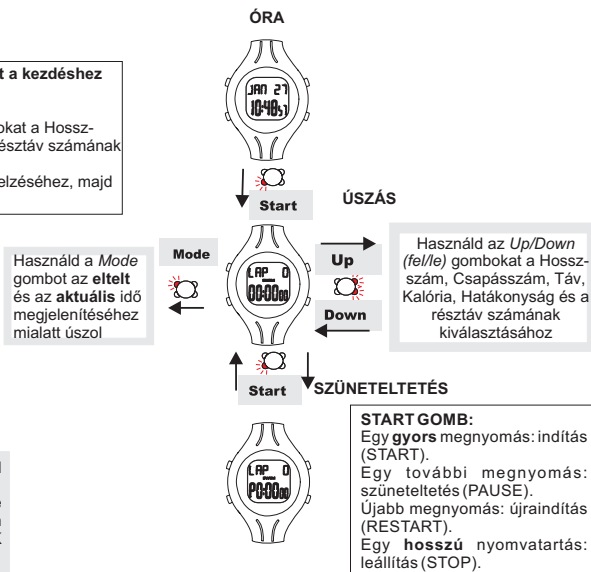 ÓRA
t a kezdéshez
okat a Hossz-
észtáv számának
elzéséhez, majd
JAN 27
10:48 51
Start
ÚSZÁS
Használd a Mode
gombot az eltelt
és az aktuális idő
megjelenítéséhez
mialatt úszol
Mode
LAP 0
00:00 00
Up
Down
Használd az Up/Down
(fel/le) gombokat a Hossz-
szám, Csapásszám, Táv,
Kalória, Hatákonyság és a
résztáv számának
kiválasztásához
Start
SZÜNETELTETÉS
LAP 0
P0:00 00
START GOMB:
Egy gyors megnyomás: indítás
(START).
Egy további megnyomás:
szüneteltetés (PAUSE).
Újabb megnyomás: újraindítás
(RESTART).
Egy hosszú nyomvatartás:
leállítás (STOP).